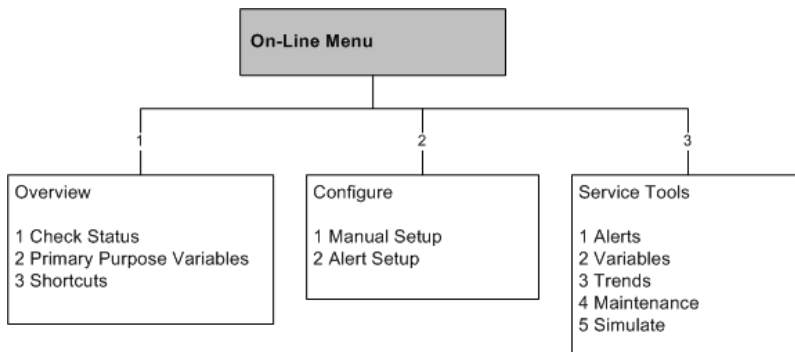 On-Line Menu
1
2
3
Overview
1 Check Status
2 Primary Purpose Variables
3 Shortcuts
Configure
1 Manual Setup
2 Alert Setup
Service Tools
1 Alerts
2 Variables
3 Trends
4 Maintenance
5 Simulate